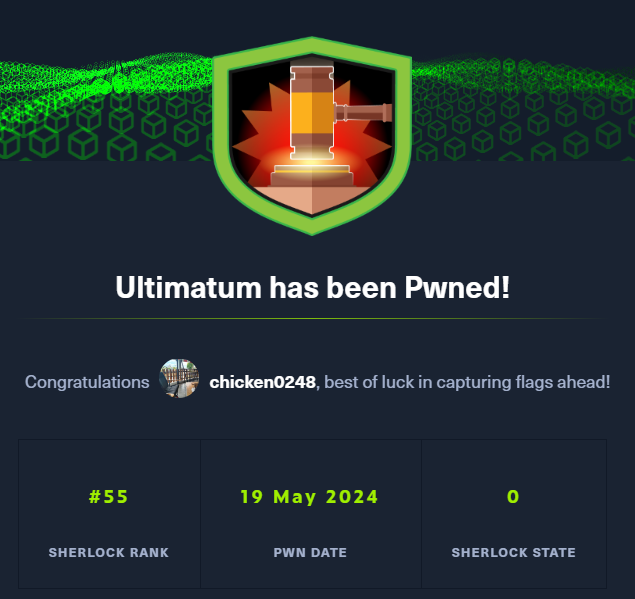 Ultimatum has been Pwned!
Congratulations chicken0248, best of luck in capturing flags ahead!
#55 19 May 2024 0
SHERLOCK RANK PWN DATE SHERLOCK STATE